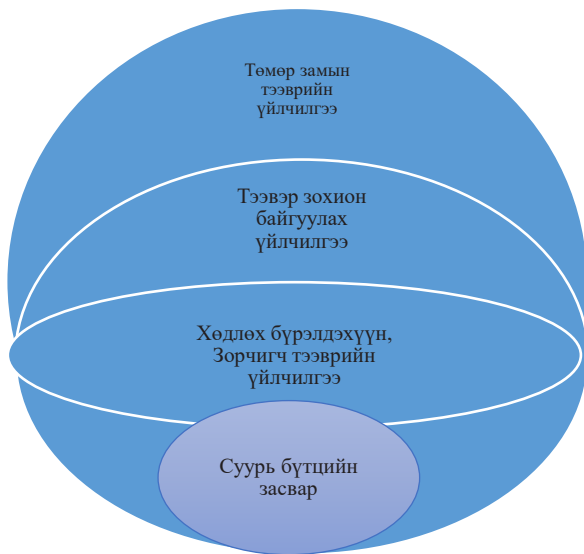 Төмөр замын
тээврийн
үйлчилгээ
Тээвэр зохион
байгуулах
үйлчилгээ
Хөдлөх бүрэлдэхүүн,
Зорчигч тээврийн
үйлчилгээ
Суурь бүтцийн
засвар